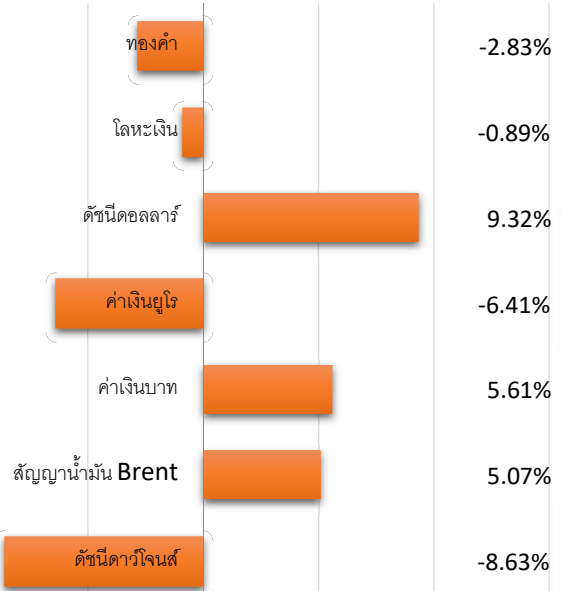 ทองคำ -2.83%
โลหะเงิน -0.89%
ดัชนีดอลลาร์ 9.32%
ค่าเงินยูโร -6.41%
ค่าเงินบาท 5.61%
สัญญาน้ำมัน Brent 5.07%
ดัชนีดาว์โจนส์ -8.63%